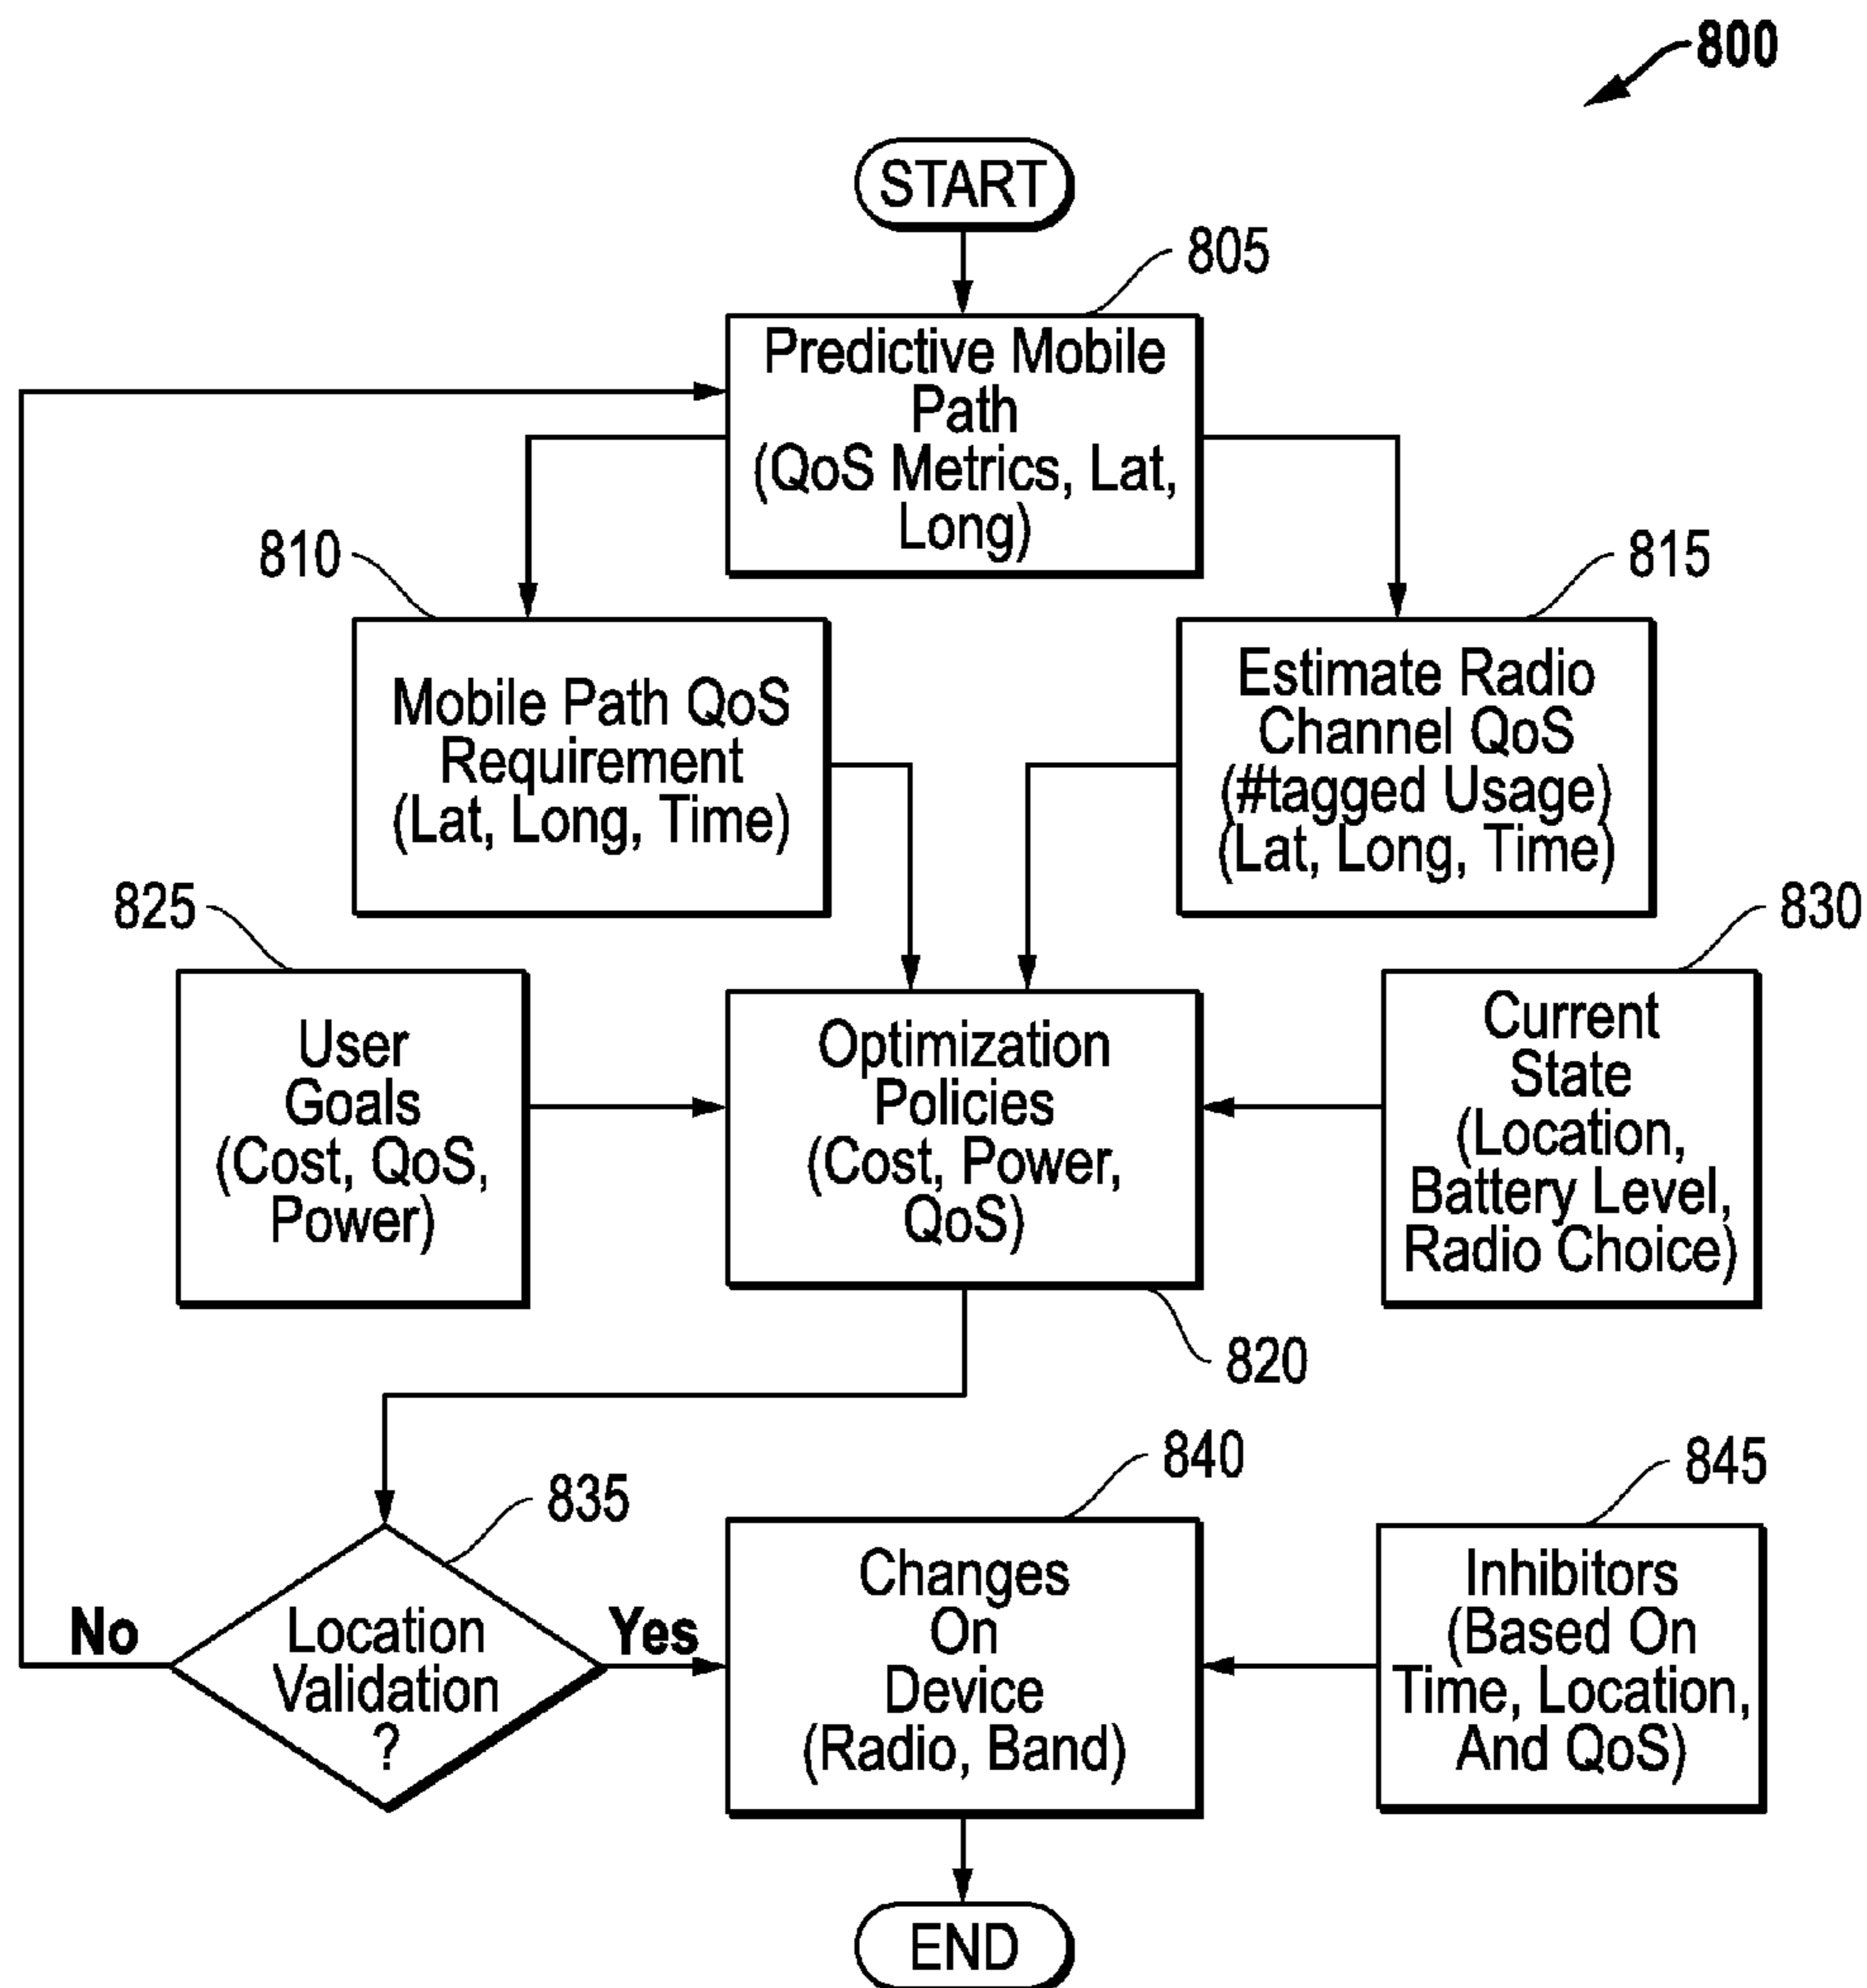 800
START
805
Predictive Mobile
Path
(QoS Metrics, Lat,
Long)
810
815
Mobile Path QoS
Requirement
(Lat, Long, Time)
Estimate Radio
Channel QoS
(#tagged Usage)
(Lat, Long, Time)
825
830
User
Goals
(Cost, QoS,
Power)
Optimization
Policies
(Cost, Power,
QoS)
Current
State
(Location,
Battery Level,
Radio Choice)
820
835
840
845
No
Location
Validation
?
Yes
Changes
On
Device
(Radio, Band)
Inhibitors
(Based On
Time, Location,
And QoS)
END